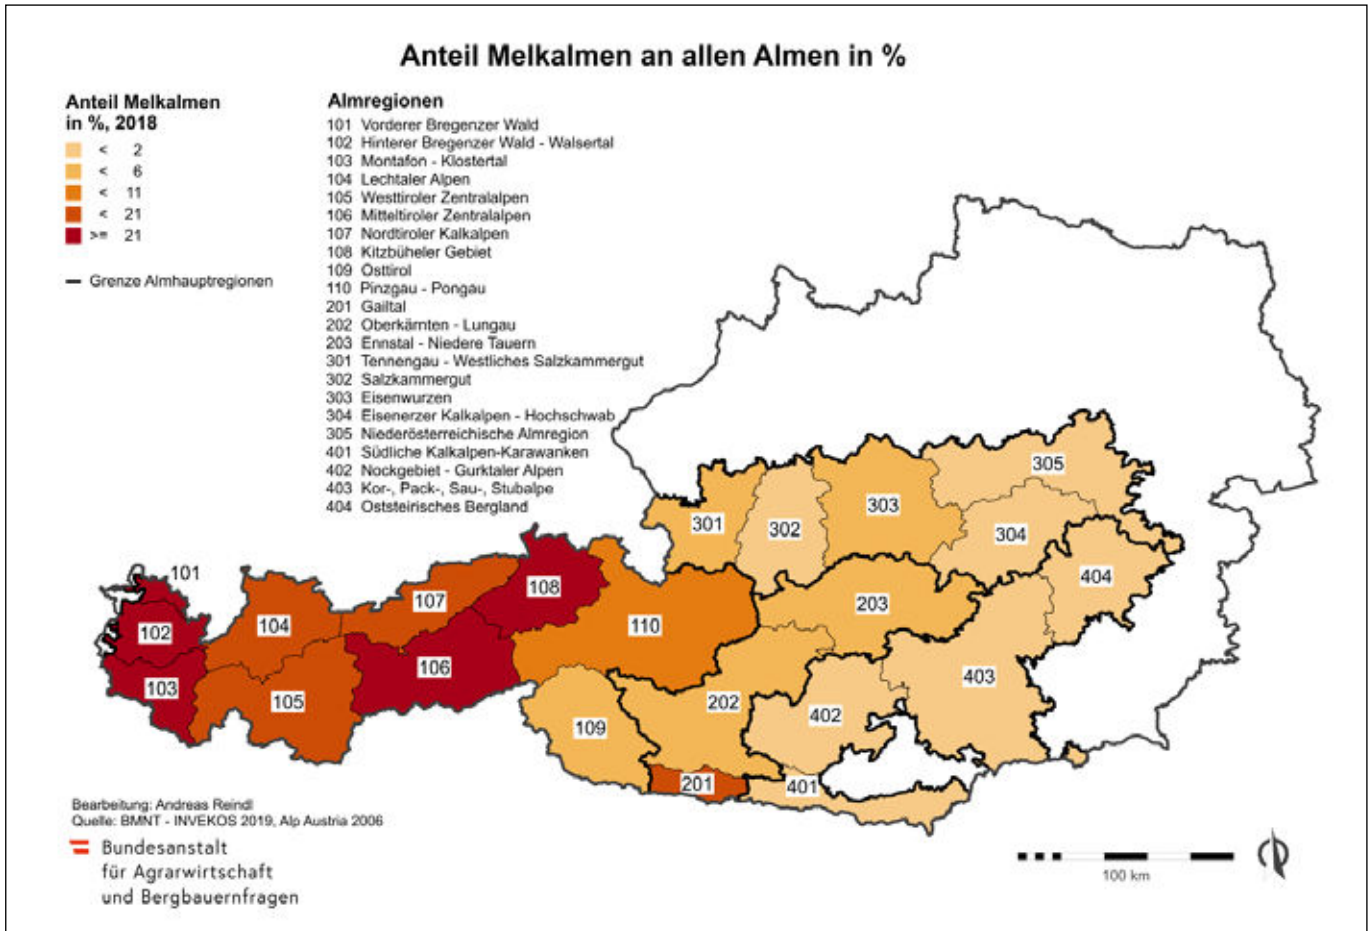 Anteil Melkalmen an allen Almen in %
Anteil Melkalmen
in %, 2018
< 2
< 6
< 11
< 21
>= 21
Grenze Almhauptregionen
Almregionen
101 Vorderer Bregenzer Wald
102 Hinterer Bregenzer Wald - Walsertal
103 Montafon - Klostertal
104 Lechtaler Alpen
105 Westtiroler Zentralalpen
106 Mitteltiroler Zentralalpen
107 Nordtiroler Kalkalpen
108 Kitzbüheler Gebiet
109 Osttirol
110 Pinzgau - Pongau
201 Gailtal
202 Oberkärnten - Lungau
203 Ennstal - Niedere Tauern
301 Tennengau - Westliches Salzkammergut
302 Salzkammergut
303 Eisenwurzen
304 Eisenerzer Kalkalpen - Hochschwab
305 Niederösterreichische Almregion
401 Südliche Kalkalpen-Karawanken
402 Nockgebiet - Gurktaler Alpen
403 Kor-, Pack-, Sau-, Stubalpe
404 Oststeirisches Bergland
305
303
301
302
304
101
404
108
107
203
104
110
102
106
403
103
105
202
402
109
201
401
Bearbeitung: Andreas Reindl
Quelle: BMNT - INVEKOS 2019, Alp Austria 2006
Bundesanstalt
für Agrarwirtschaft
und Bergbauernfragen
100 km